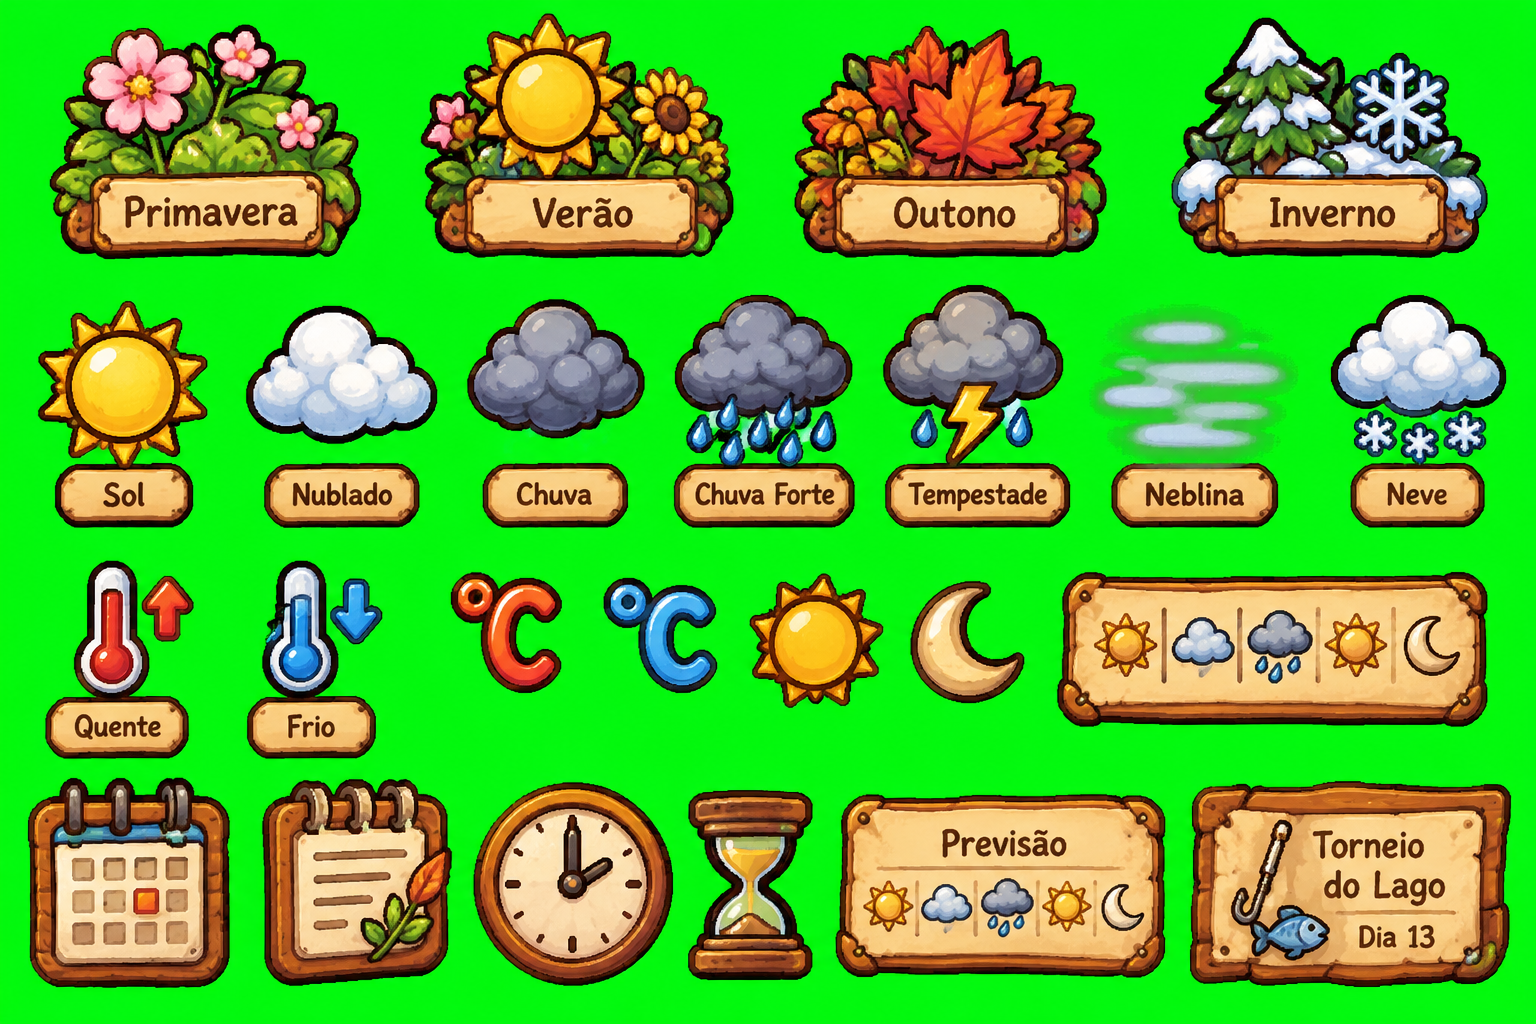 Primavera
Verão
Outono
Inverno
Sol
Nublado
Chuva
Chuva Forte
Tempestade
Neblina
Neve
Quente
Frio
°C
°C
Previsão
Torneio
do Lago
Dia 13